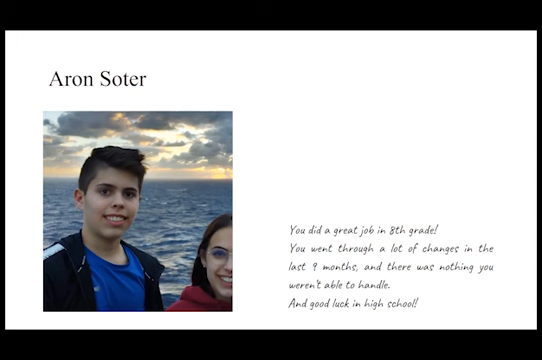 Aron Soter
You did a great job in 8th grade!
You went through a lot of changes in the
last 9 months, and there was nothing you
weren't able to handle.
And good luck in high school!